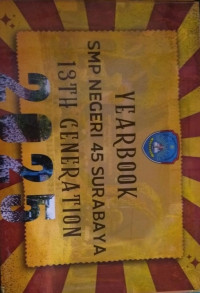 YEARBOOK
SMP NEGERI 45 SURABAYA
18TH GENERATION
2025